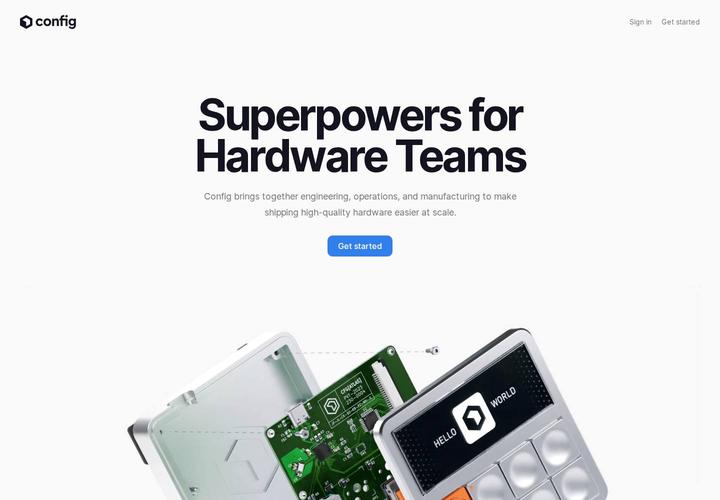 config
Sign in
Get started
Superpowers for
Hardware Teams
Config brings together engineering, operations, and manufacturing to make
shipping high-quality hardware easier at scale.
Get started
HELLO
WORLD